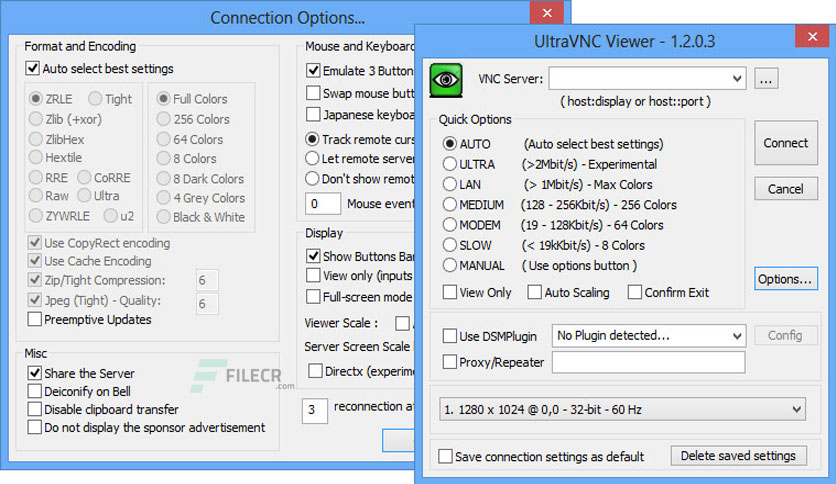 Connection Options...
Format and Encoding
Auto select best settings
ZRLE Tight
Zlib (+xor)
ZlibHex
Hextile
RRE CoRRE
Raw Ultra
ZYWRLE u2
Full Colors
256 Colors
64 Colors
8 Colors
8 Dark Colors
4 Grey Colors
Black & White
Use CopyRect encoding
Use Cache Encoding
Zip/Tight Compression: 6
Jpeg (Tight) - Quality: 6
Preemptive Updates
Misc
Share the Server
Deiconify on Bell
Disable clipboard transfer
Do not display the sponsor advertisement
FILECR
.com
Mouse and Keyboard
Emulate 3 Button
Swap mouse butt
Japanese keyboa
Track remote curs
Let remote server
Don't show remot
0 Mouse event
Display
Show Buttons Bar
View only (inputs
Full-screen mode
Viewer Scale :
Server Screen Scale
Directx (experime
3 reconnection at
UltraVNC Viewer - 1.2.0.3
VNC Server: ...
( host:display or host::port )
Quick Options
AUTO (Auto select best settings)
ULTRA (>2Mbit/s) - Experimental
LAN (> 1Mbit/s) - Max Colors
MEDIUM (128 - 256Kbit/s) - 256 Colors
MODEM (19 - 128Kbit/s) - 64 Colors
SLOW (< 19kKbit/s) - 8 Colors
MANUAL ( Use options button )
View Only Auto Scaling Confirm Exit
Connect
Cancel
Options...
Use DSMPlugin No Plugin detected... Config
Proxy/Repeater
1. 1280 x 1024 @ 0,0 - 32-bit - 60 Hz
Save connection settings as default Delete saved settings